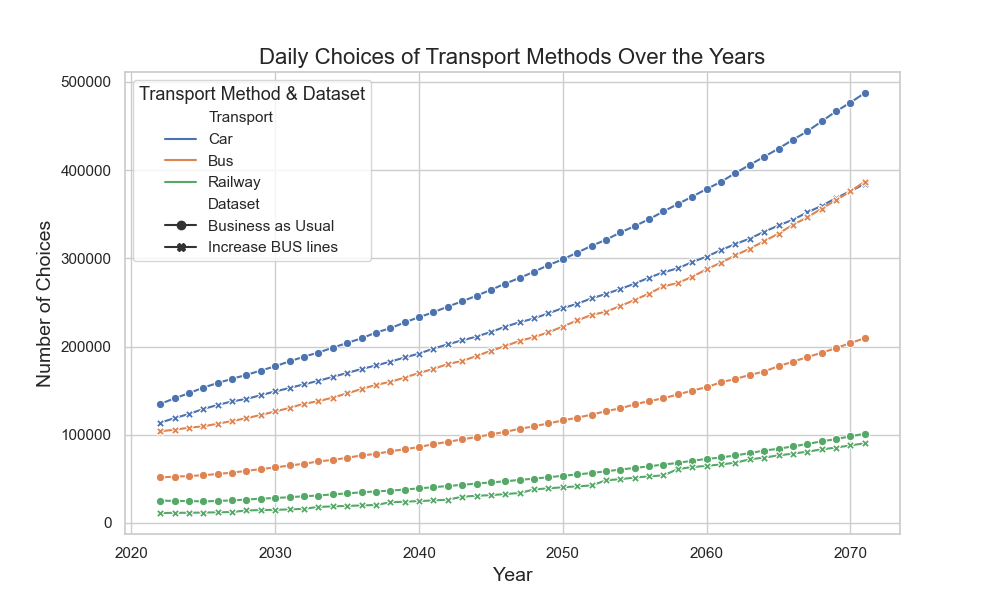 Daily Choices of Transport Methods Over the Years
500000
400000
300000
200000
100000
0
Number of Choices
Transport Method & Dataset
Transport
Car
Bus
Railway
Dataset
Business as Usual
Increase BUS lines
2020
2030
2040
2050
2060
2070
Year